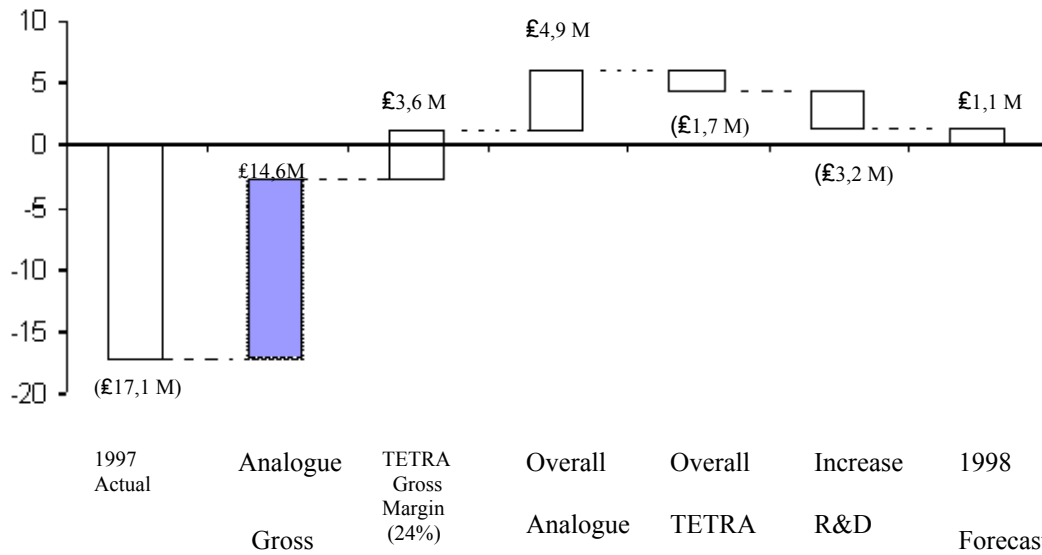 10
5
0
-5
-10
-15
-20
(₤17,1 M)
£14,6M
₤3,6 M
₤4,9 M
(₤1,7 M)
(₤3,2 M)
₤1,1 M
1997
Actual
Analogue
Gross
TETRA
Gross
Margin
(24%)
Overall
Analogue
Overall
TETRA
Increase
R&D
1998
Forecas